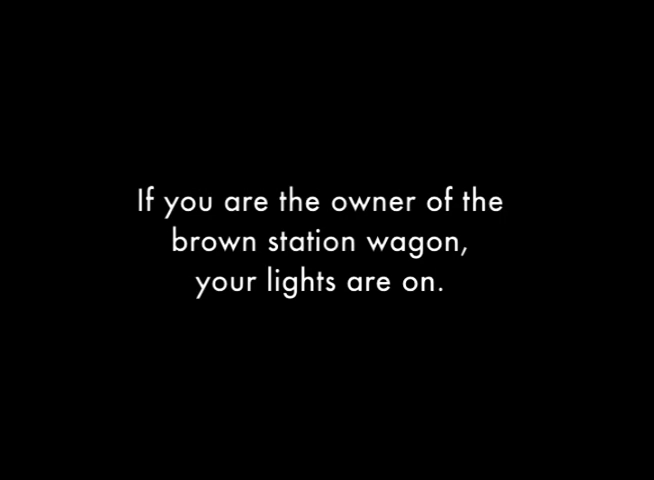 If you are the owner of the
brown station wagon,
your lights are on.